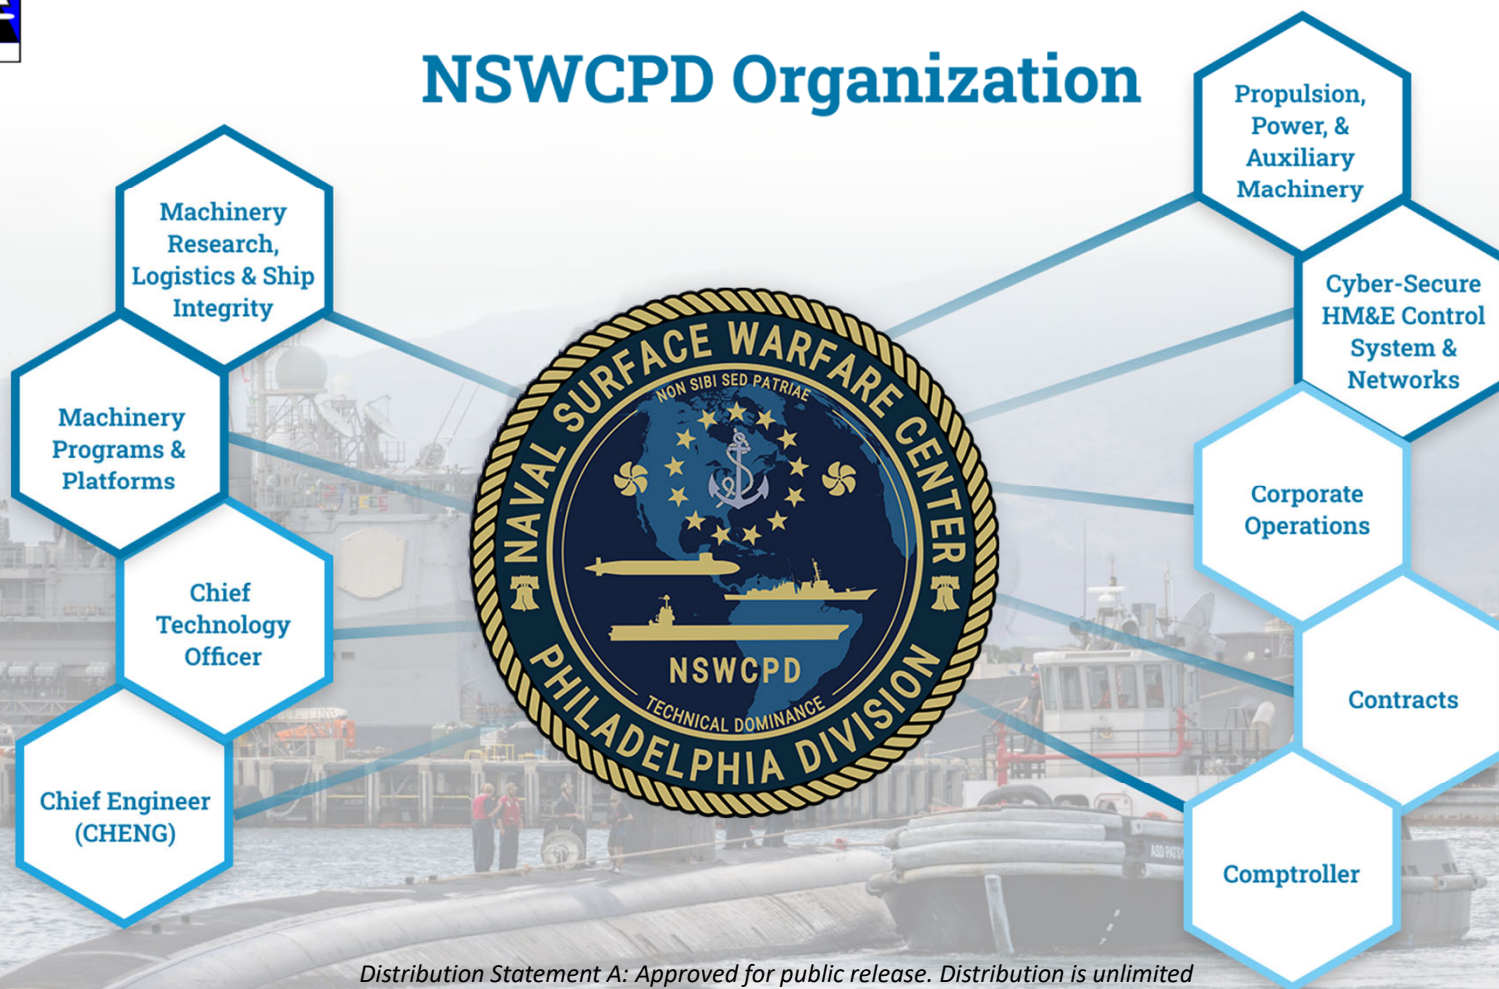 NSWCPD Organization
Machinery
Research,
Logistics & Ship
Integrity
Machinery
Programs &
Platforms
Chief
Technology
Officer
Chief Engineer
(CHENG)
NAVAL SURFACE WARFARE CENTER
NON SIBI SED PATRIAE
NSWCPD
TECHNICAL DOMINANCE
PHILADELPHIA DIVISION
Propulsion,
Power, &
Auxiliary
Machinery
Cyber-Secure
HM&E Control
System &
Networks
Corporate
Operations
Contracts
Comptroller
Distribution Statement A: Approved for public release. Distribution is unlimited